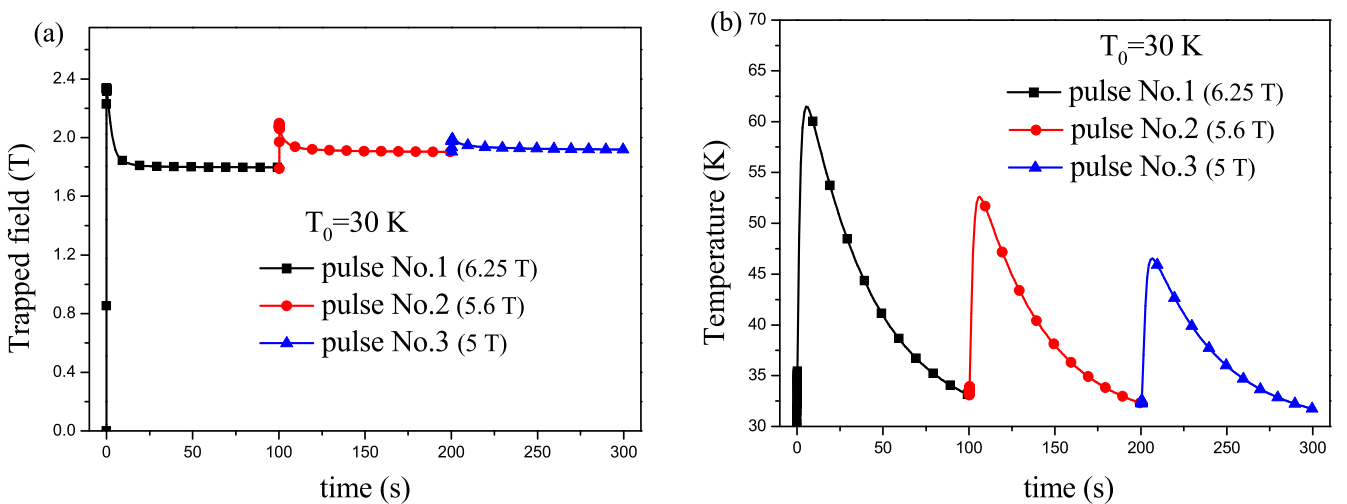 (a)
Trapped field (T)
2.4
2.0
1.6
1.2
0.8
0.4
0.0
T0=30 K
pulse No.1 (6.25 T)
pulse No.2 (5.6 T)
pulse No.3 (5 T)
0 50 100 150 200 250 300
time (s)
(b)
Temperature (K)
70
65
60
55
50
45
40
35
30
T0=30 K
pulse No.1 (6.25 T)
pulse No.2 (5.6 T)
pulse No.3 (5 T)
0 50 100 150 200 250 300
time (s)